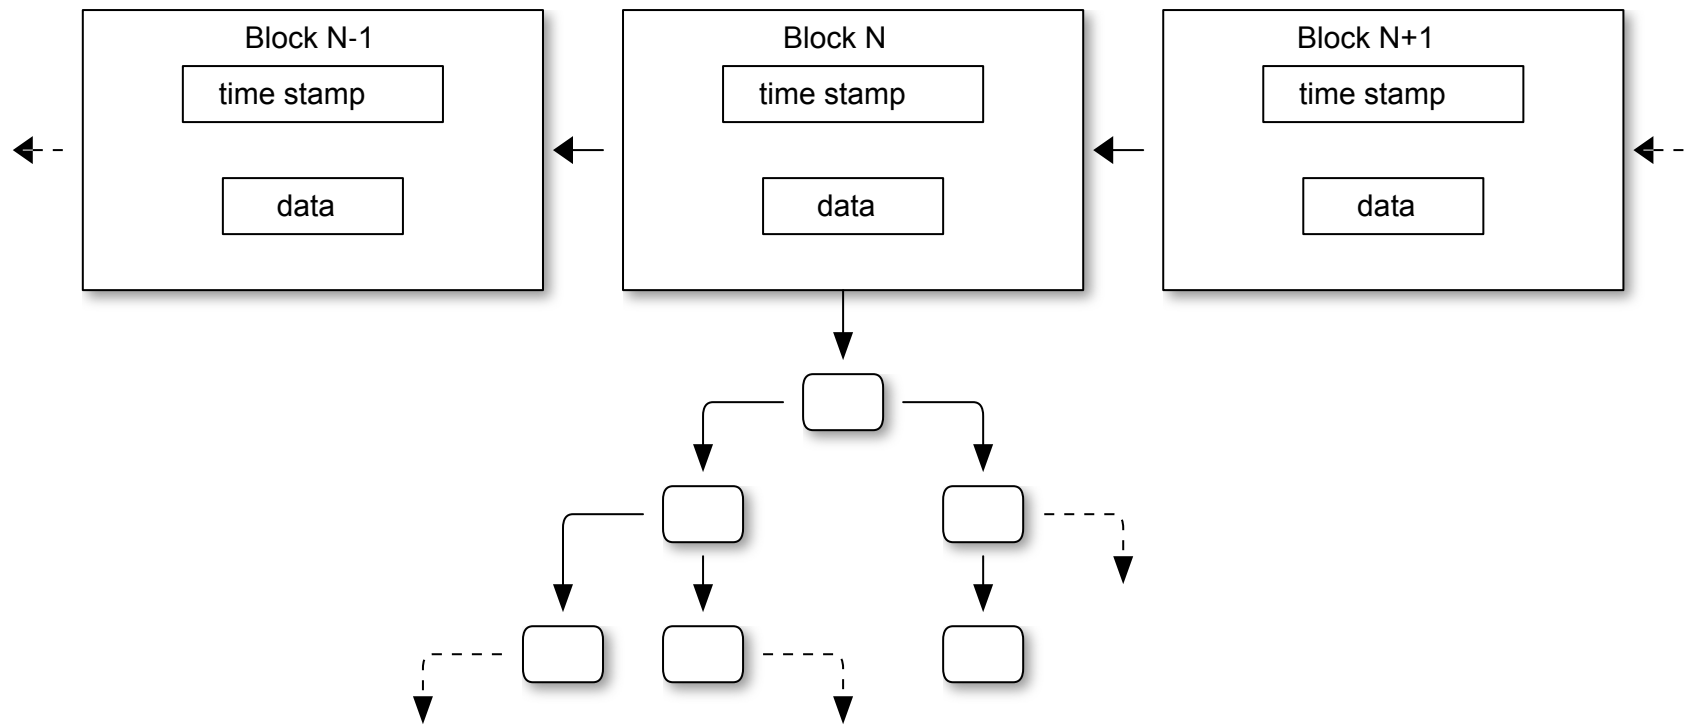 Block N-1
time stamp
data
Block N
time stamp
data
Block N+1
time stamp
data